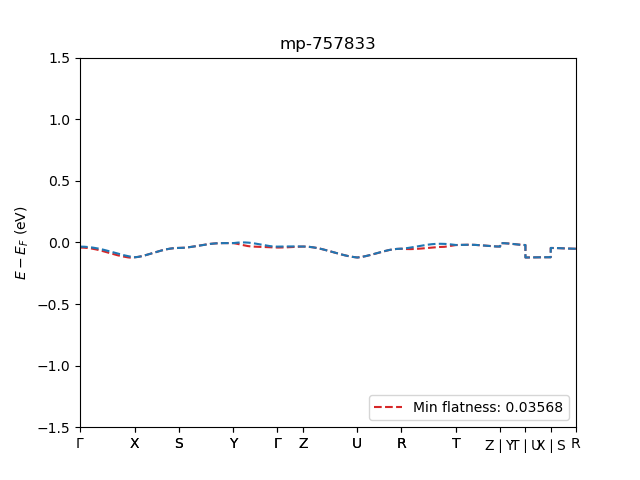 mp-757833
1.5
1.0
0.5
0.0
−0.5
−1.0
−1.5
E − E_F (eV)
Min flatness: 0.03568
Γ X S Y Γ Z U R T Z | Y T | U X | S R